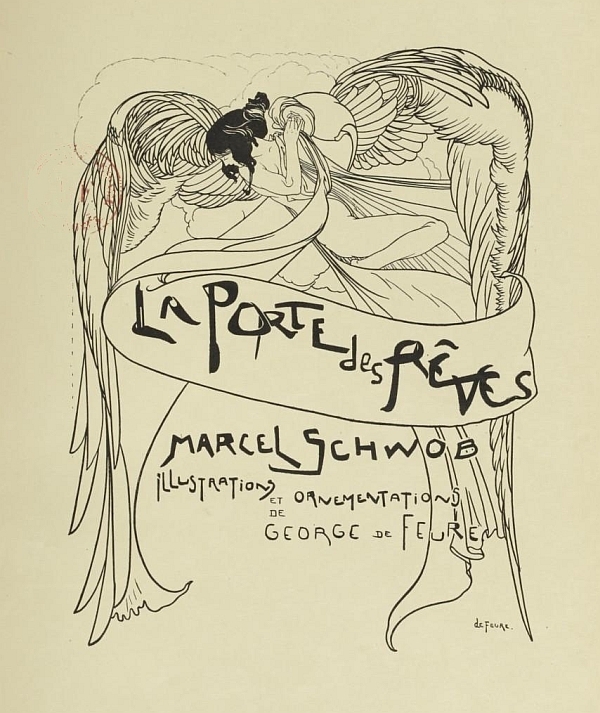 LA PORTE des RÊVES
MARCEL SCHWOB
ILLUSTRATIONS
ET ORNEMENTATIONS
DE
GEORGE DE FEURE
de FEURE.